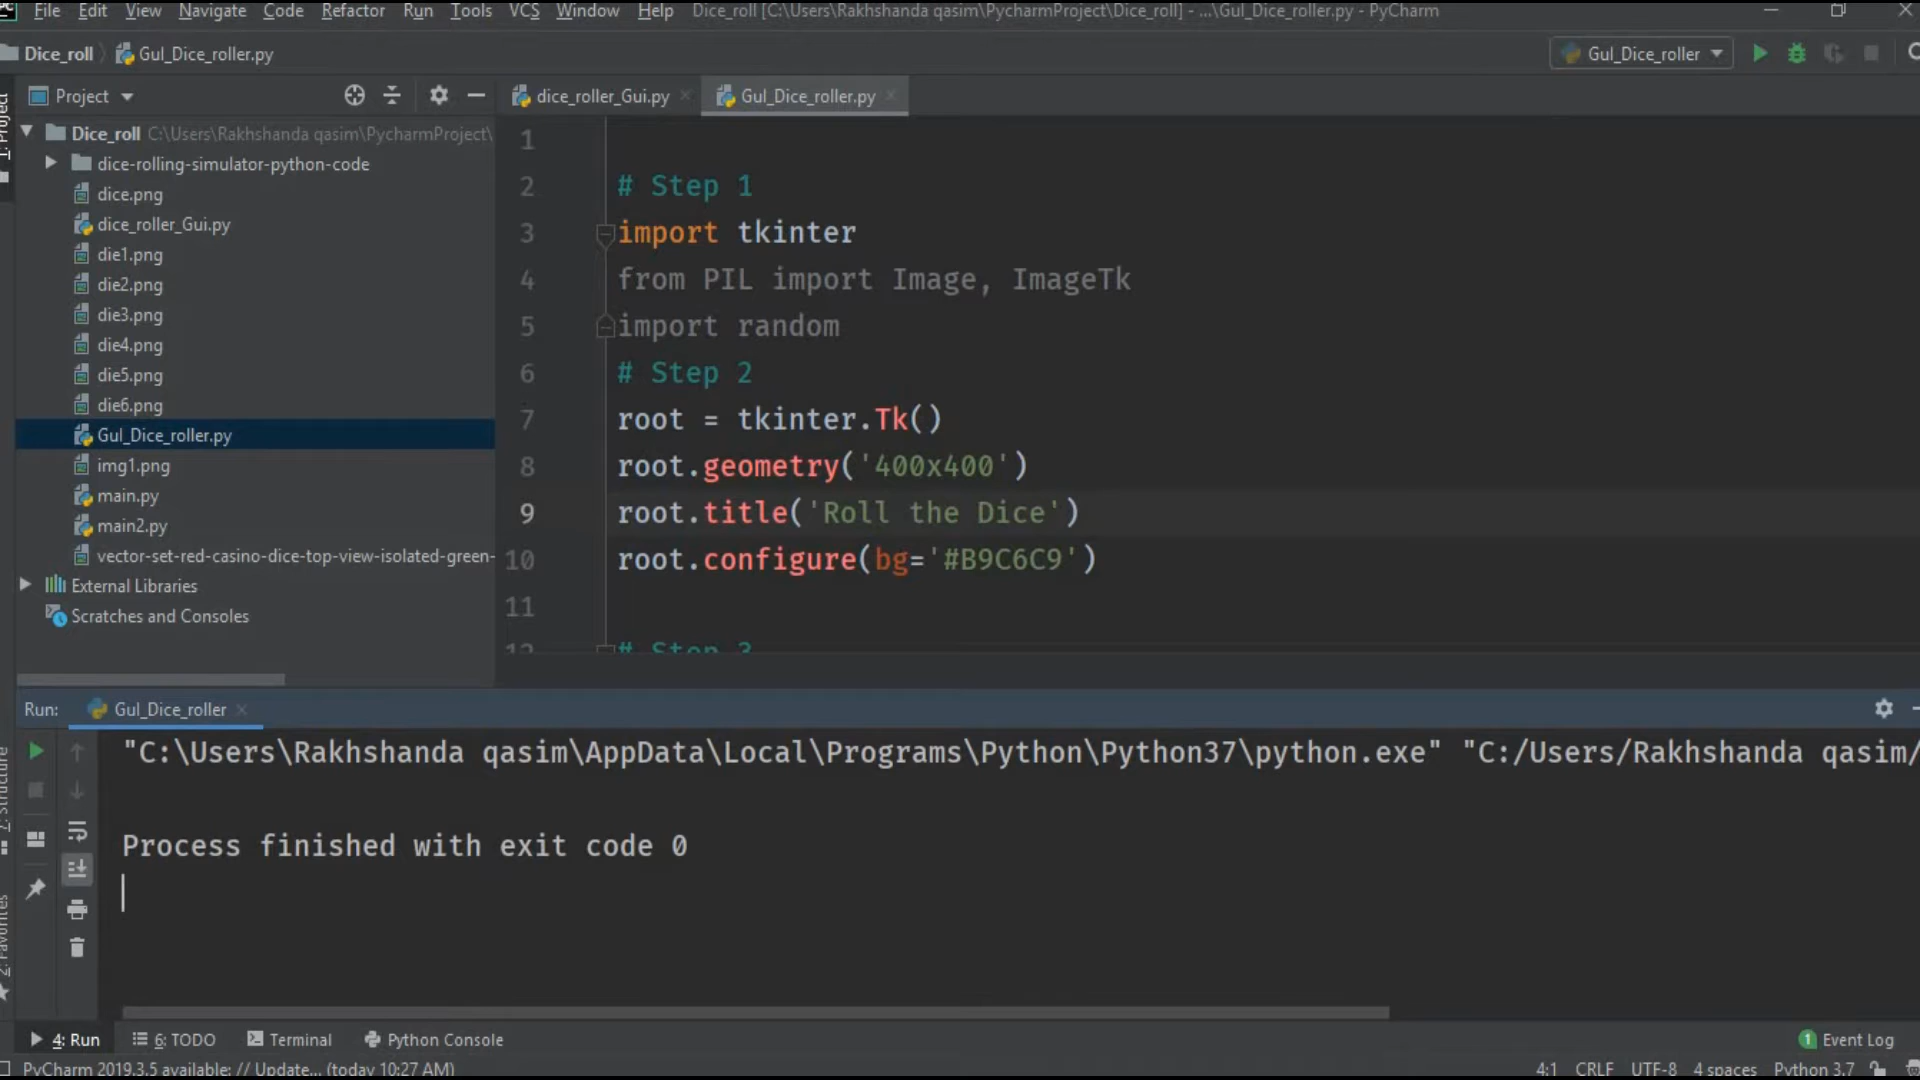 File Edit View Navigate Code Refactor Run Tools VCS Window Help Dice_roll [C:\Users\Rakhshanda qasim\PycharmProject\Dice_roll] - ...\Gul_Dice_roller.py - PyCharm
Dice_roll Gul_Dice_roller.py Gul_Dice_roller
1: Project
Project dice_roller_Gui.py Gul_Dice_roller.py
Dice_roll C:\Users\Rakhshanda qasim\PycharmProject\
dice-rolling-simulator-python-code
dice.png
dice_roller_Gui.py
die1.png
die2.png
die3.png
die4.png
die5.png
die6.png
Gul_Dice_roller.py
img1.png
main.py
main2.py
vector-set-red-casino-dice-top-view-isolated-green-
External Libraries
Scratches and Consoles
1
2 # Step 1
3 import tkinter
4 from PIL import Image, ImageTk
5 import random
6 # Step 2
7 root = tkinter.Tk()
8 root.geometry('400x400')
9 root.title('Roll the Dice')
10 root.configure(bg='#B9C6C9')
11
12 # Step 3
Run: Gul_Dice_roller
"C:\Users\Rakhshanda qasim\AppData\Local\Programs\Python\Python37\python.exe" "C:/Users/Rakhshanda qasim/
Process finished with exit code 0
7: Structure
2: Favorites
4: Run 6: TODO Terminal Python Console 1 Event Log
PyCharm 2019.3.5 available: // Update... (today 10:27 AM) 4:1 CRLF UTF-8 4 spaces Python 3.7